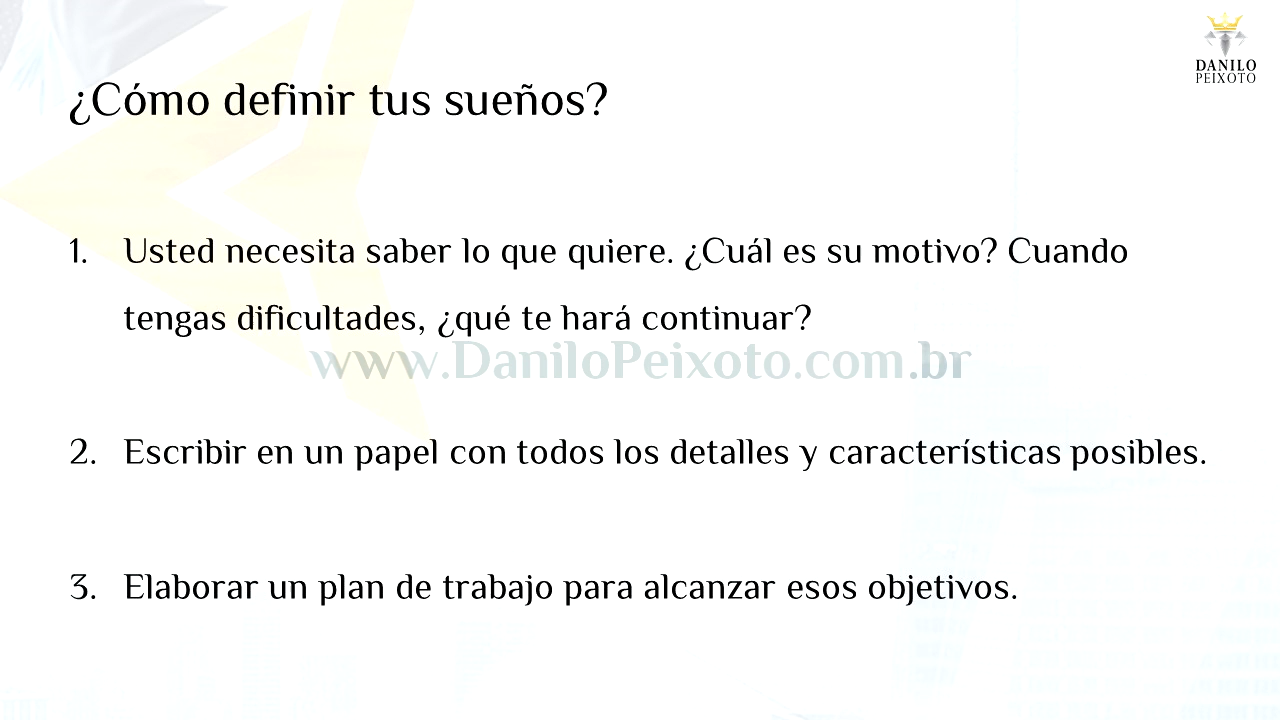 DANILO
PEIXOTO
¿Cómo definir tus sueños?
1. Usted necesita saber lo que quiere. ¿Cuál es su motivo? Cuando
tengas dificultades, ¿qué te hará continuar?
www.DaniloPeixoto.com.br
2. Escribir en un papel con todos los detalles y características posibles.
3. Elaborar un plan de trabajo para alcanzar esos objetivos.